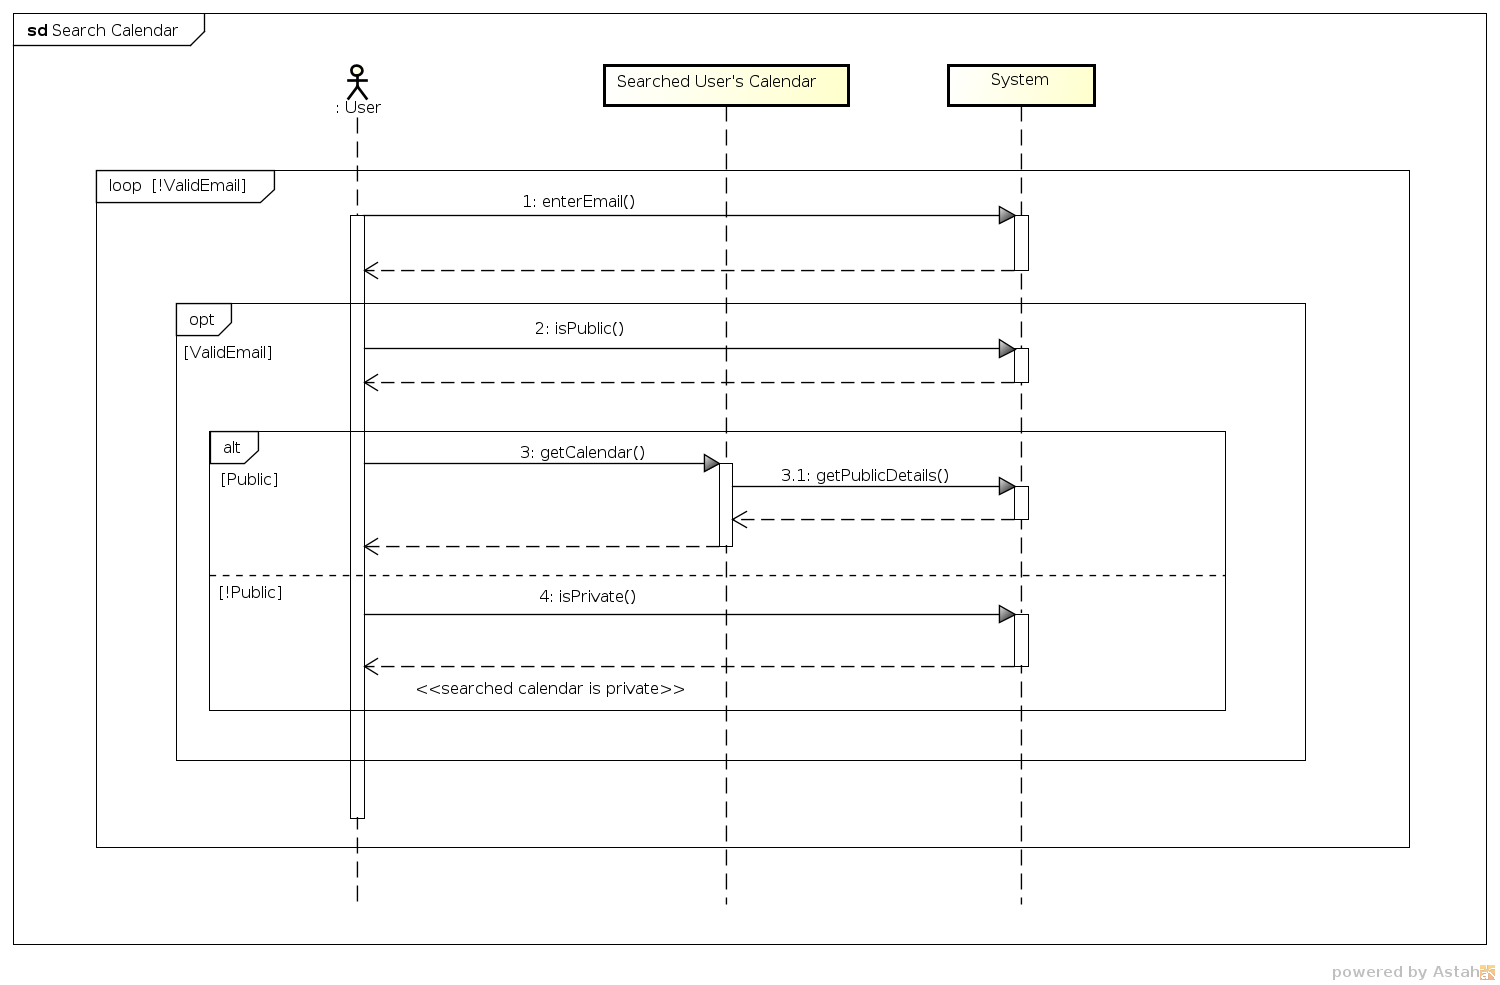 sd Search Calendar
: User
Searched User's Calendar
System
loop [!ValidEmail]
1: enterEmail()
opt
2: isPublic()
[ValidEmail]
alt
3: getCalendar()
[Public]
3.1: getPublicDetails()
[!Public]
4: isPrivate()
<<searched calendar is private>>
powered by Astah